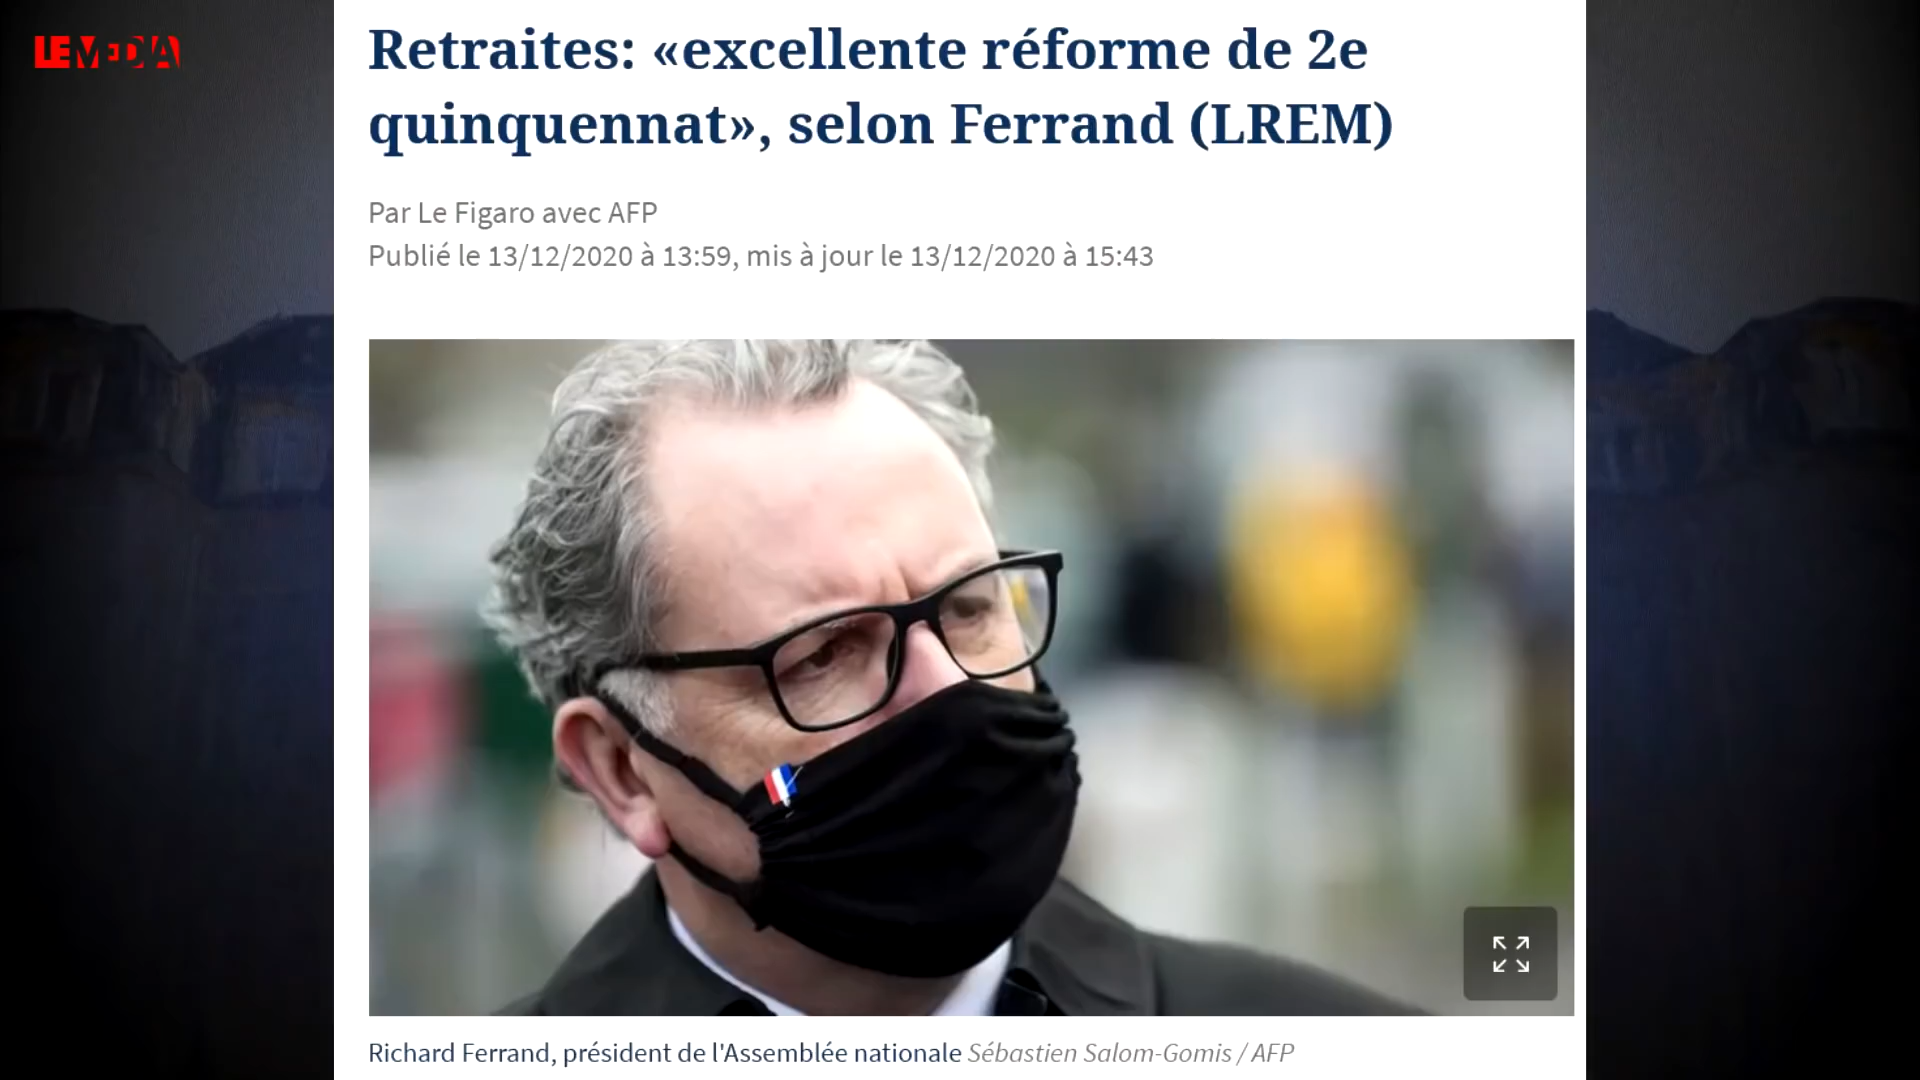 LEMEDIA
Retraites: «excellente réforme de 2e
quinquennat», selon Ferrand (LREM)
Par Le Figaro avec AFP
Publié le 13/12/2020 à 13:59, mis à jour le 13/12/2020 à 15:43
Richard Ferrand, président de l'Assemblée nationale Sébastien Salom-Gomis / AFP